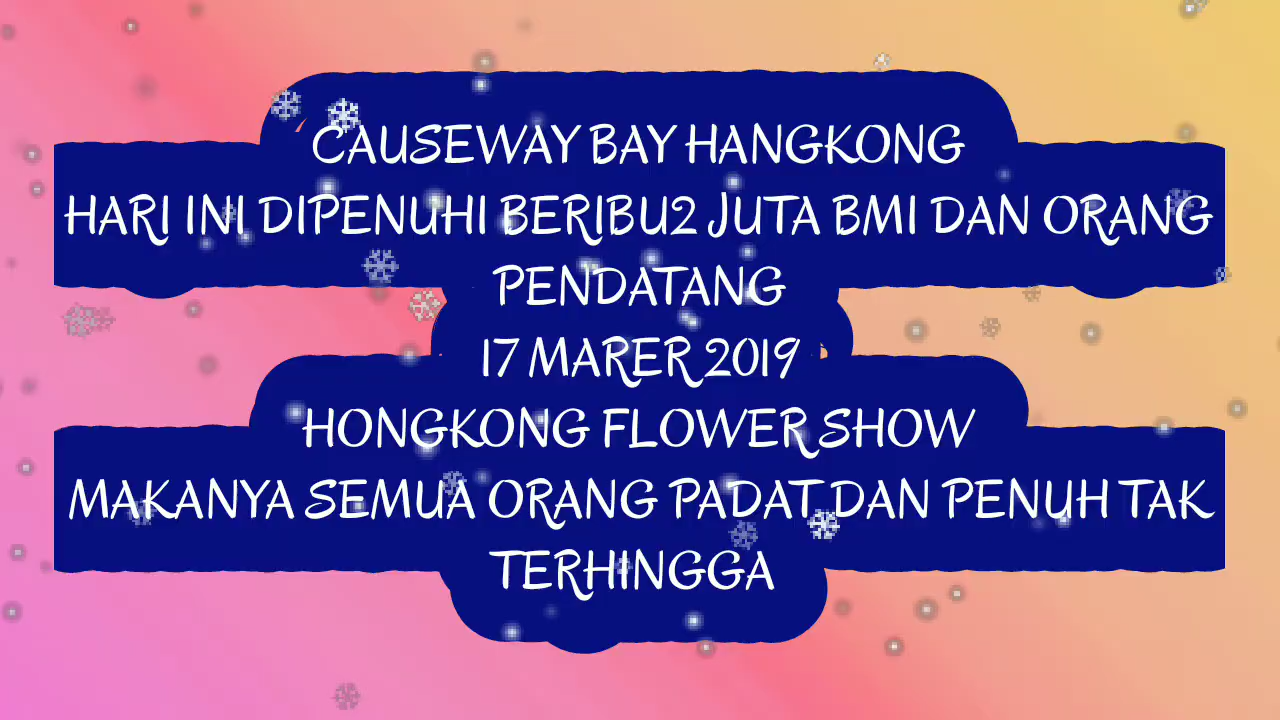 CAUSEWAY BAY HANGKONG
HARI INI DIPENUHI BERIBU2 JUTA BMI DAN ORANG
PENDATANG
17 MARER 2019
HONGKONG FLOWER SHOW
MAKANYA SEMUA ORANG PADAT DAN PENUH TAK
TERHINGGA